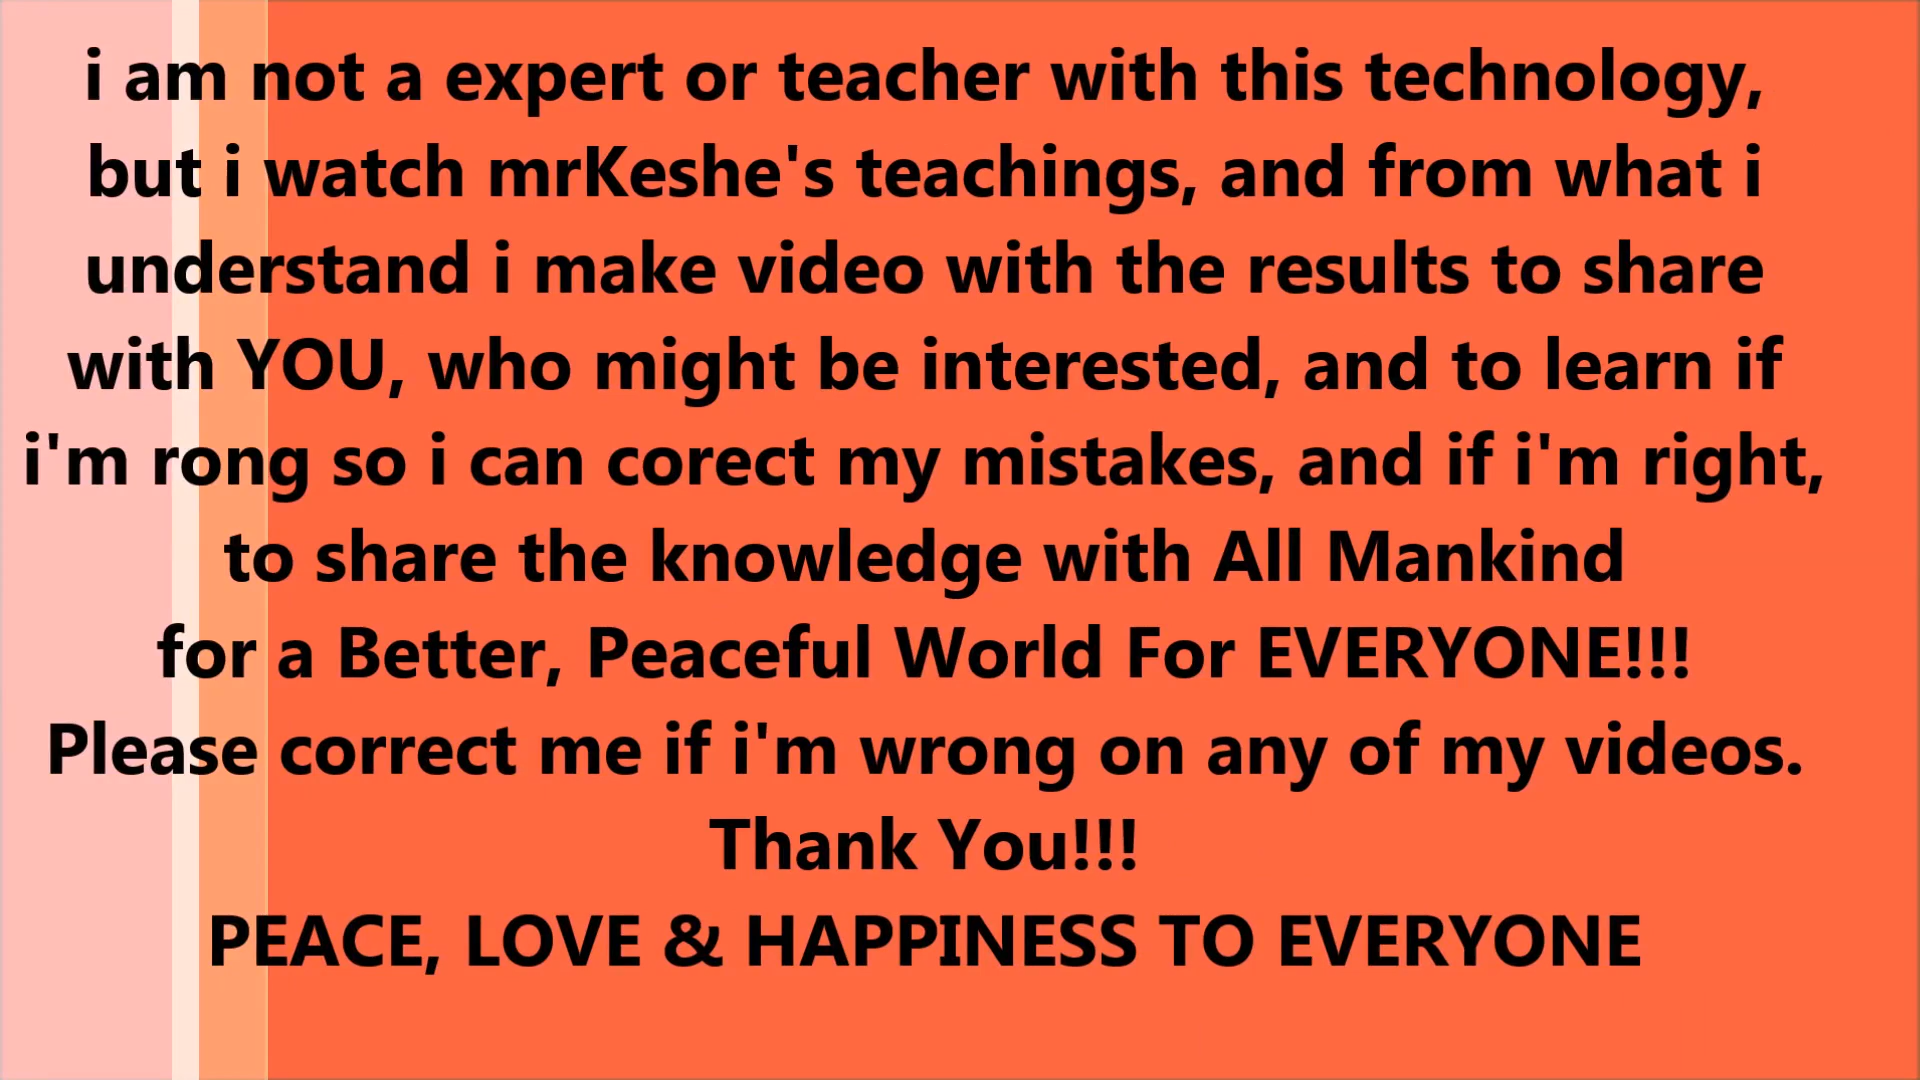 i am not a expert or teacher with this technology,
but i watch mrKeshe's teachings, and from what i
understand i make video with the results to share
with YOU, who might be interested, and to learn if
i'm rong so i can corect my mistakes, and if i'm right,
to share the knowledge with All Mankind
for a Better, Peaceful World For EVERYONE!!!
Please correct me if i'm wrong on any of my videos.
Thank You!!!
PEACE, LOVE & HAPPINESS TO EVERYONE